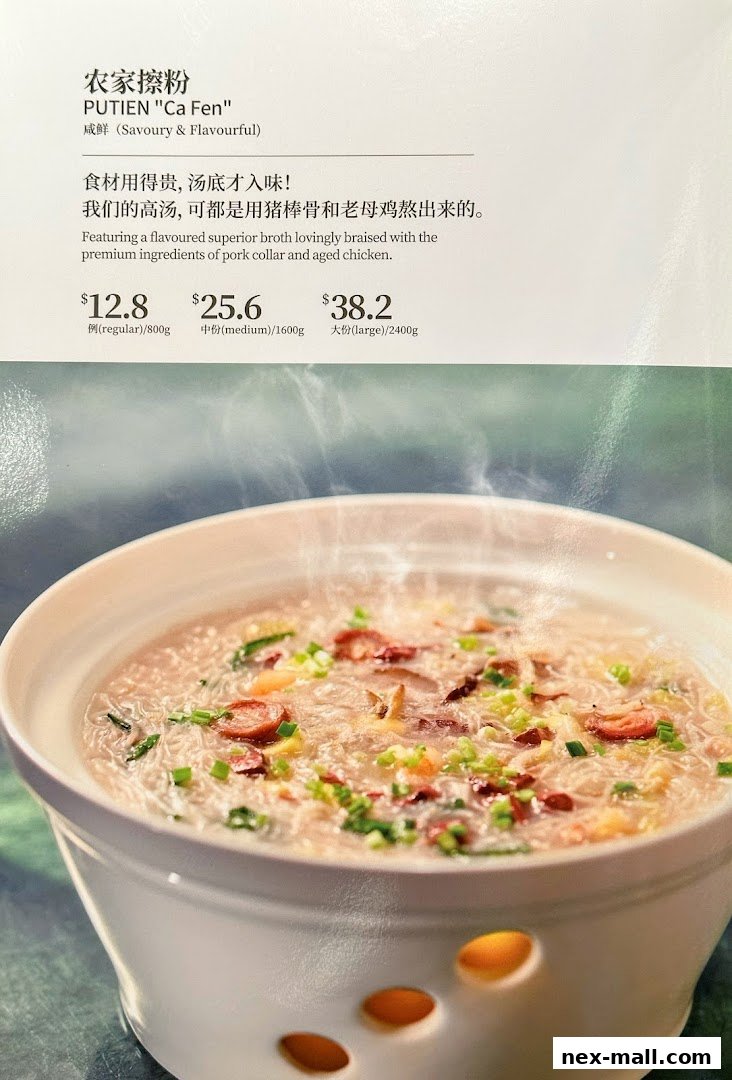 农家擦粉
PUTIEN "Ca Fen"
咸鲜（Savoury & Flavourful）
食材用得贵, 汤底才入味!
我们的高汤, 可都是用猪棒骨和老母鸡熬出来的。
Featuring a flavoured superior broth lovingly braised with the
premium ingredients of pork collar and aged chicken.
$12.8 $25.6 $38.2
例(regular)/800g 中份(medium)/1600g 大份(large)/2400g
nex-mall.com